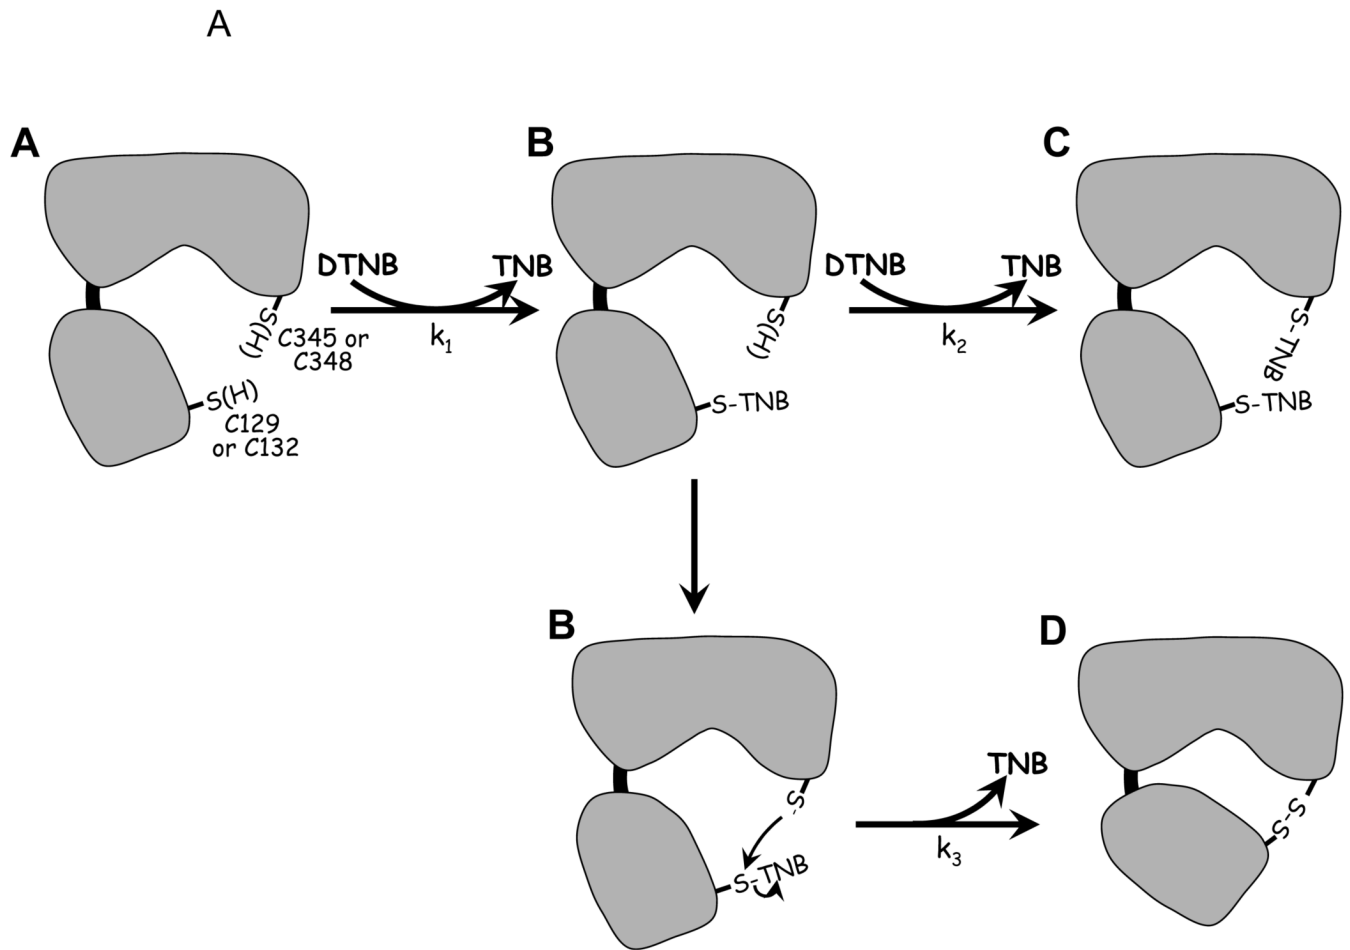 A
A
B
C
DTNB
TNB
k1
DTNB
TNB
k2
S(H)
C345 or
C348
S(H)
C129
or C132
S(H)
S-TNB
S-TNB
S-TNB
B
D
S-
S-TNB
TNB
k3
S-S